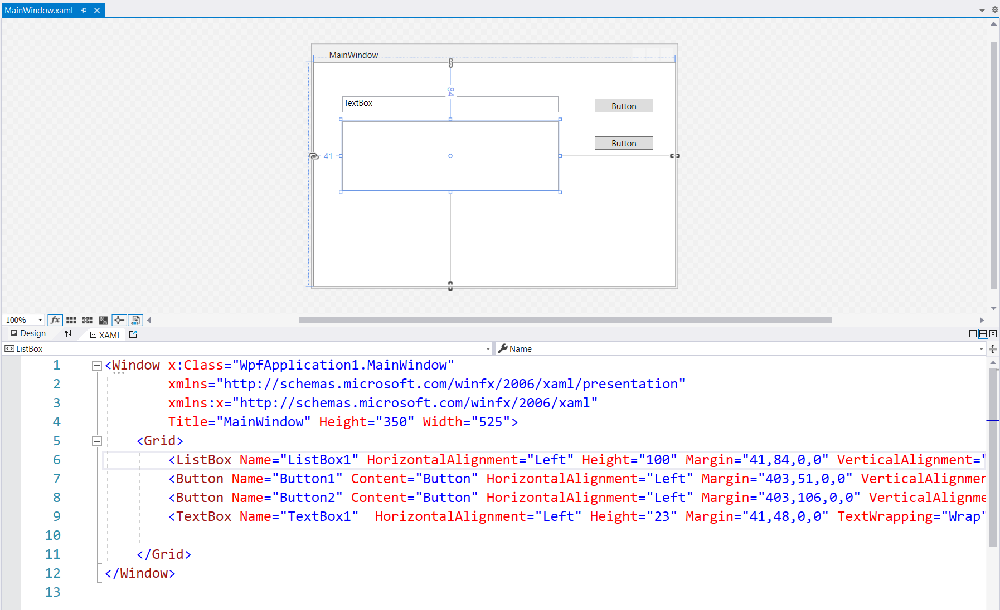 MainWindow.xaml
MainWindow
84
TextBox
Button
Button
41
100%
fx
Design
XAML
ListBox
Name
1 <Window x:Class="WpfApplication1.MainWindow"
2 xmlns="http://schemas.microsoft.com/winfx/2006/xaml/presentation"
3 xmlns:x="http://schemas.microsoft.com/winfx/2006/xaml"
4 Title="MainWindow" Height="350" Width="525">
5 <Grid>
6 <ListBox Name="ListBox1" HorizontalAlignment="Left" Height="100" Margin="41,84,0,0" VerticalAlignment="
7 <Button Name="Button1" Content="Button" HorizontalAlignment="Left" Margin="403,51,0,0" VerticalAlignmen
8 <Button Name="Button2" Content="Button" HorizontalAlignment="Left" Margin="403,106,0,0" VerticalAlignme
9 <TextBox Name="TextBox1"  HorizontalAlignment="Left" Height="23" Margin="41,48,0,0" TextWrapping="Wrap"
10
11 </Grid>
12 </Window>
13